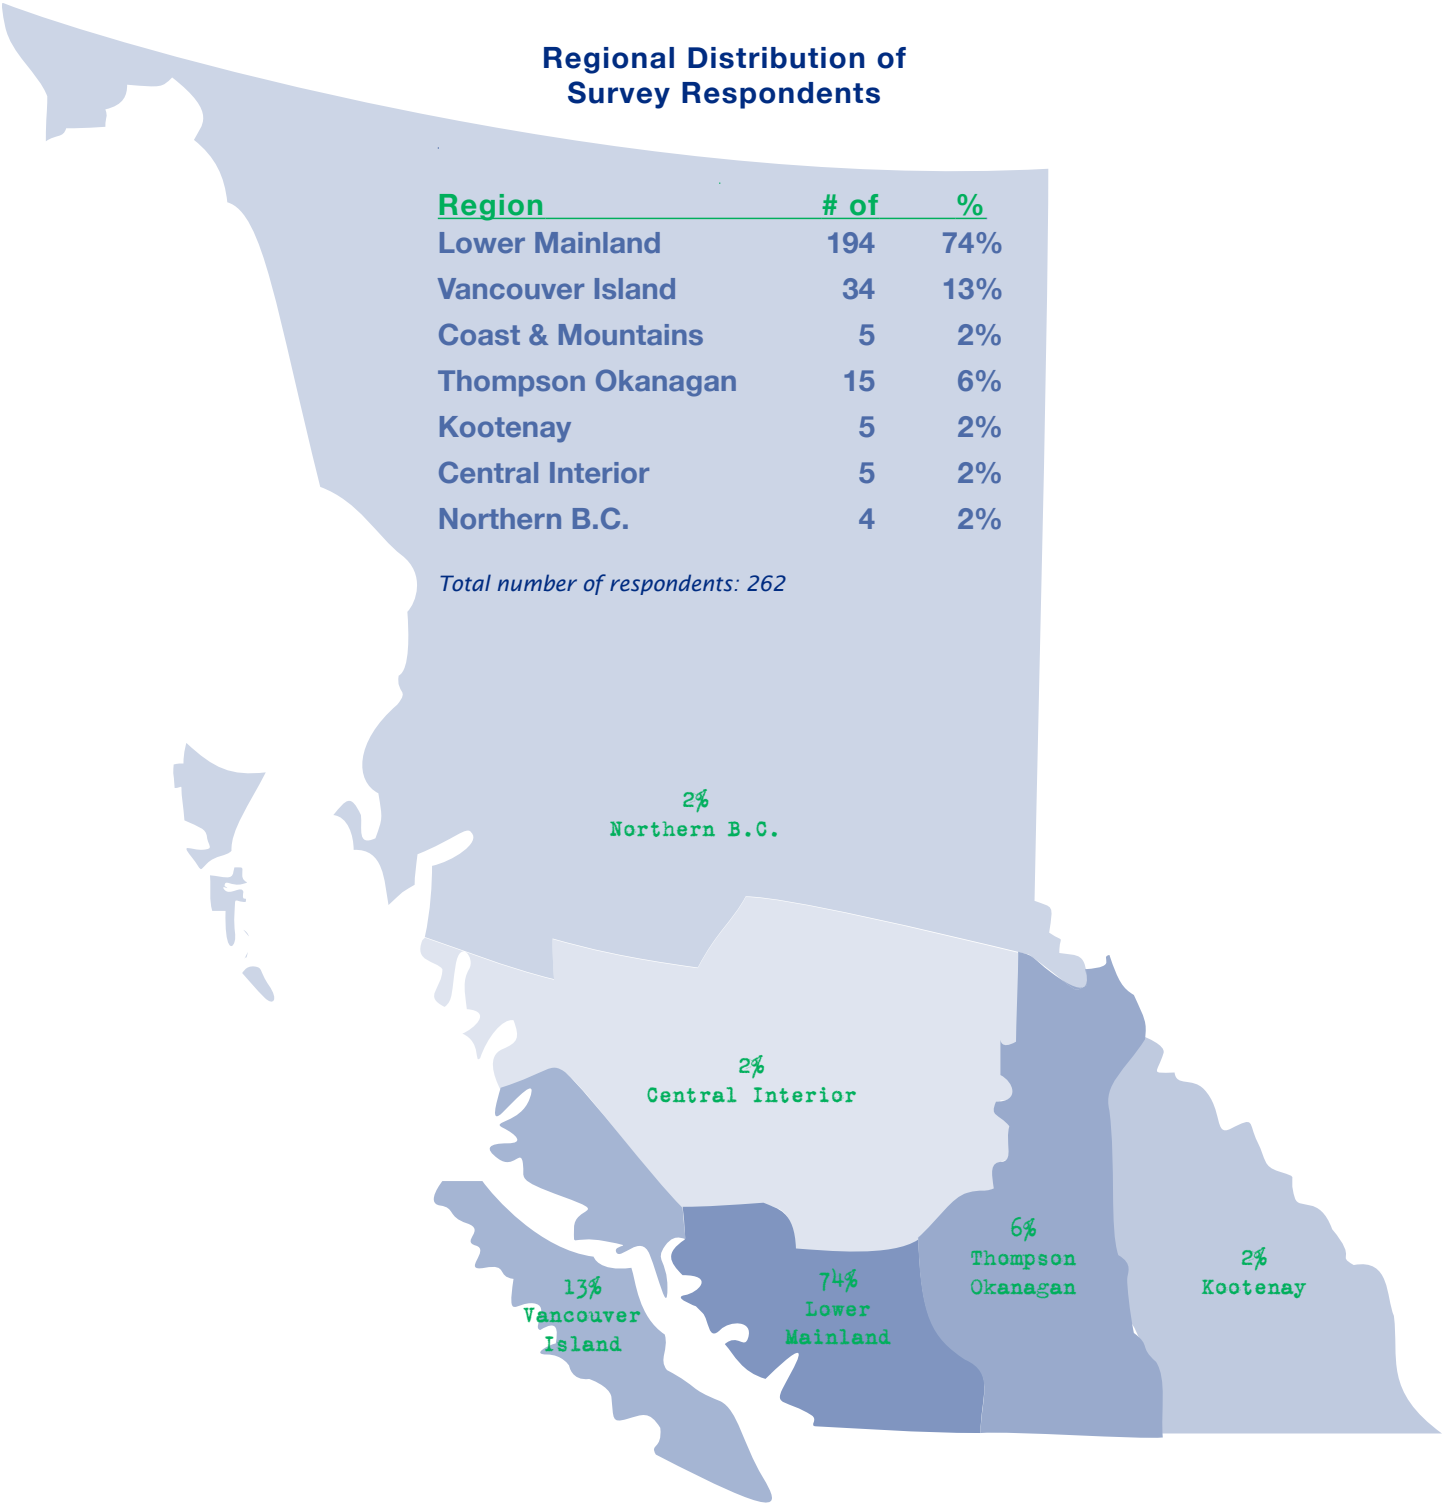 Regional Distribution of
Survey Respondents
Region # of %
Lower Mainland 194 74%
Vancouver Island 34 13%
Coast & Mountains 5 2%
Thompson Okanagan 15 6%
Kootenay 5 2%
Central Interior 5 2%
Northern B.C. 4 2%
Total number of respondents: 262
2%
Northern B.C.
2%
Central Interior
6%
Thompson
Okanagan
2%
Kootenay
74%
Lower
Mainland
13%
Vancouver
Island